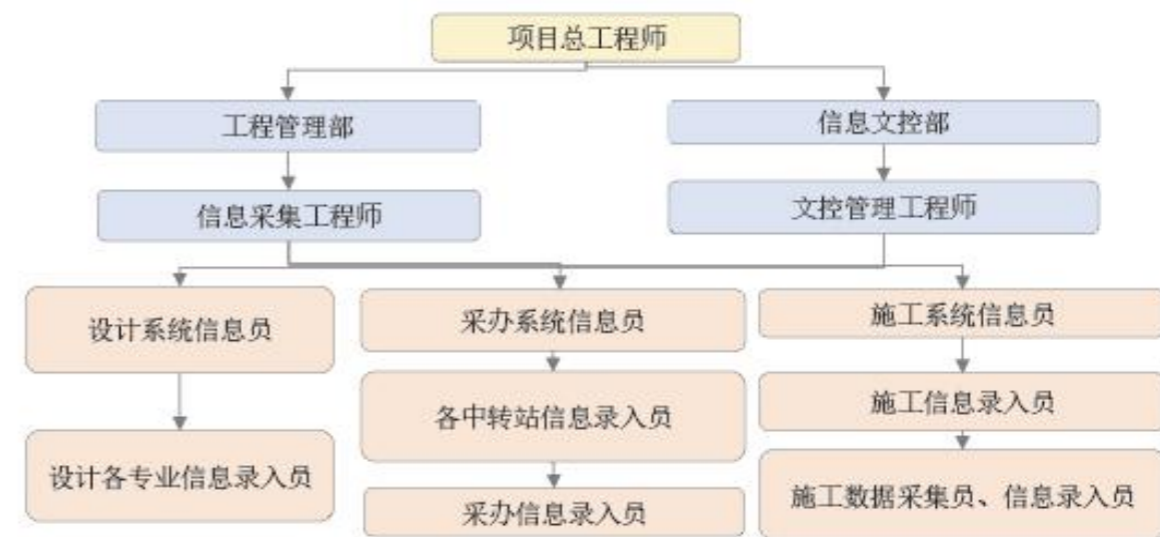 项目总工程师
工程管理部
信息文控部
信息采集工程师
文控管理工程师
设计系统信息员
采办系统信息员
施工系统信息员
各中转站信息录入员
施工信息录入员
设计各专业信息录入员
采办信息录入员
施工数据采集员、信息录入员